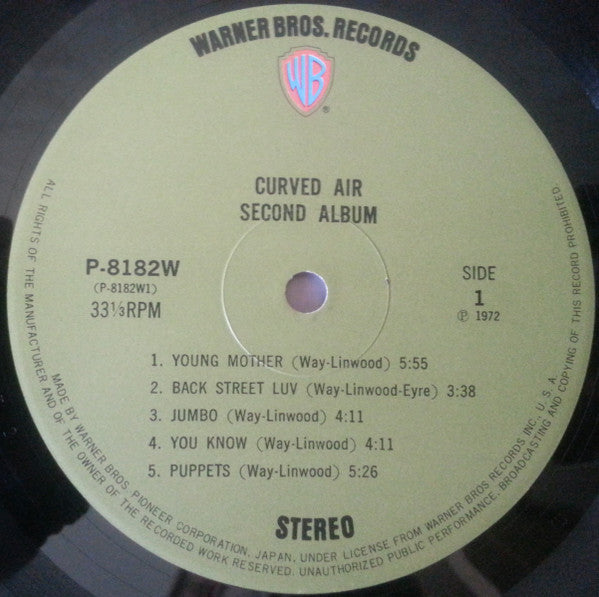 WARNER BROS. RECORDS
WB
®
CURVED AIR
SECOND ALBUM
P-8182W
(P-8182W1)
33⅓RPM
SIDE
1
Ⓟ 1972
1. YOUNG MOTHER (Way-Linwood) 5:55
2. BACK STREET LUV (Way-Linwood-Eyre) 3:38
3. JUMBO (Way-Linwood) 4:11
4. YOU KNOW (Way-Linwood) 4:11
5. PUPPETS (Way-Linwood) 5:26
STEREO
MADE BY WARNER BROS. PIONEER CORPORATION, JAPAN, UNDER LICENSE FROM WARNER BROS RECORDS INC., U.S.A.
ALL RIGHTS OF THE MANUFACTURER AND OF THE OWNER OF THE RECORDED WORK RESERVED. UNAUTHORIZED PUBLIC PERFORMANCE, BROADCASTING AND COPYING OF THIS RECORD PROHIBITED